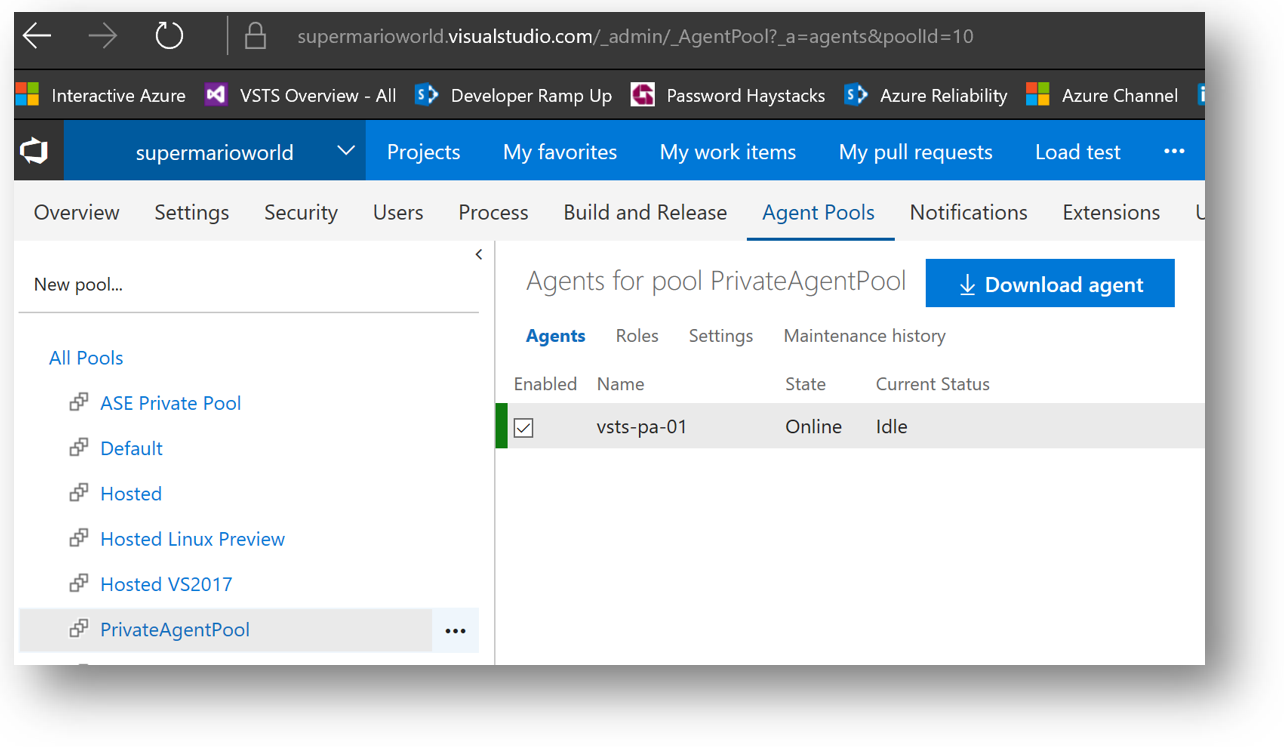 supermarioworld.visualstudio.com/_admin/_AgentPool?_a=agents&poolId=10
Interactive Azure VSTS Overview - All Developer Ramp Up Password Haystacks Azure Reliability Azure Channel
supermarioworld Projects My favorites My work items My pull requests Load test ...
Overview Settings Security Users Process Build and Release Agent Pools Notifications Extensions
New pool...
All Pools
ASE Private Pool
Default
Hosted
Hosted Linux Preview
Hosted VS2017
PrivateAgentPool ...
Agents for pool PrivateAgentPool Download agent
Agents Roles Settings Maintenance history
Enabled Name State Current Status
vsts-pa-01 Online Idle